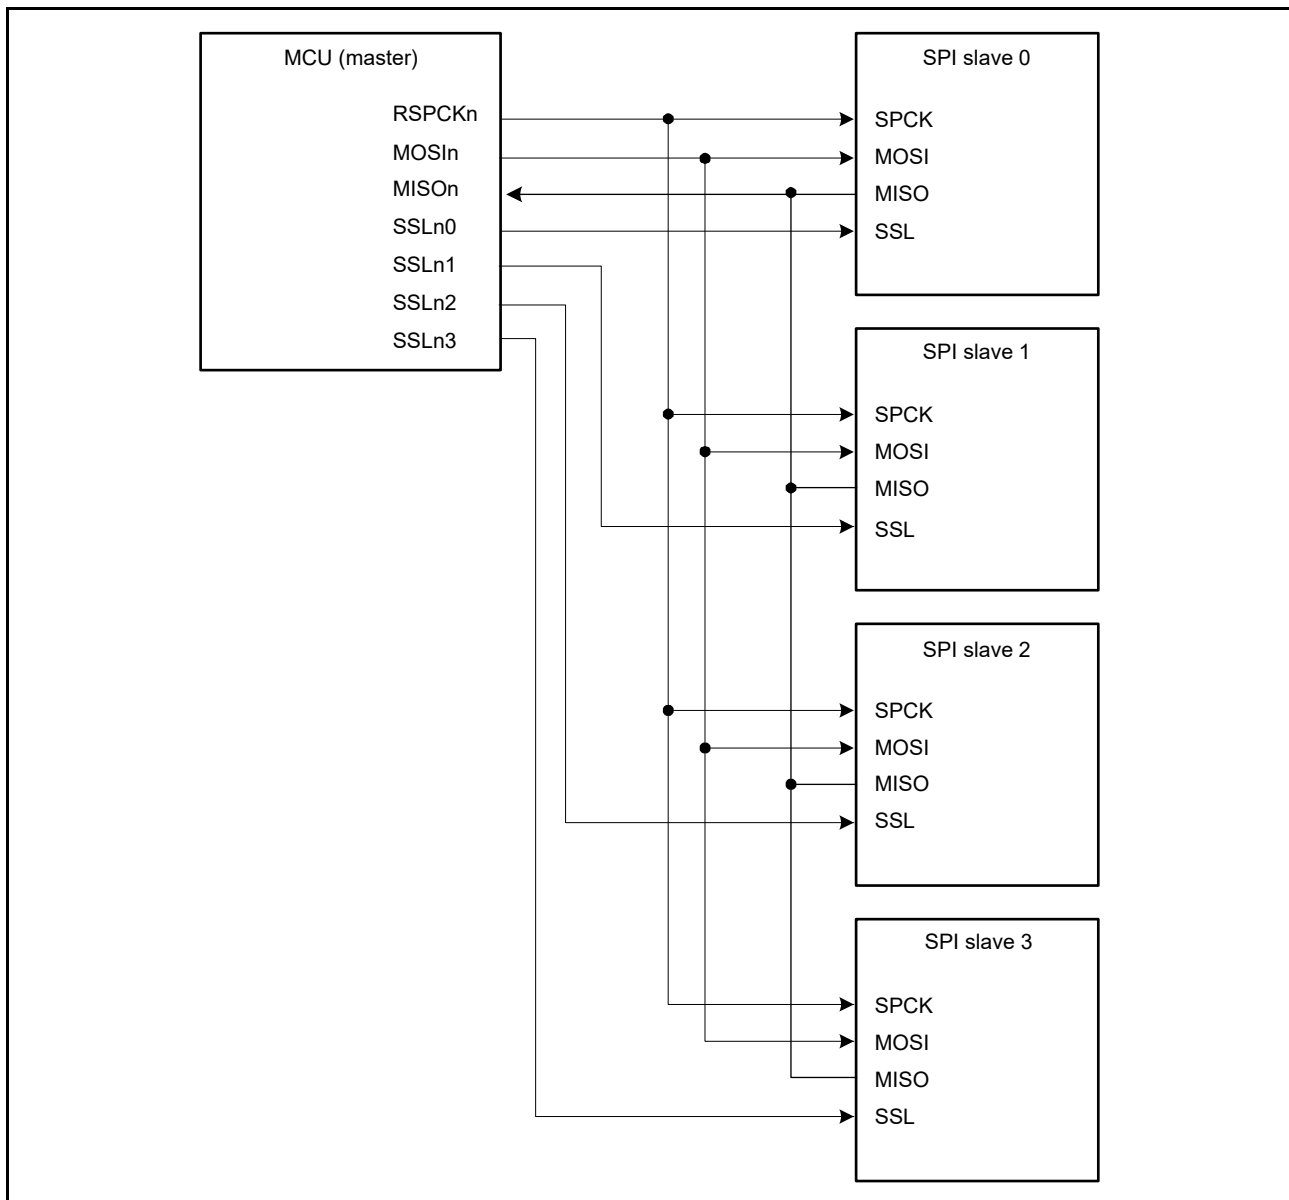 MCU (master)
RSPCKn
MOSIn
MISOn
SSLn0
SSLn1
SSLn2
SSLn3
SPI slave 0
SPCK
MOSI
MISO
SSL
SPI slave 1
SPCK
MOSI
MISO
SSL
SPI slave 2
SPCK
MOSI
MISO
SSL
SPI slave 3
SPCK
MOSI
MISO
SSL